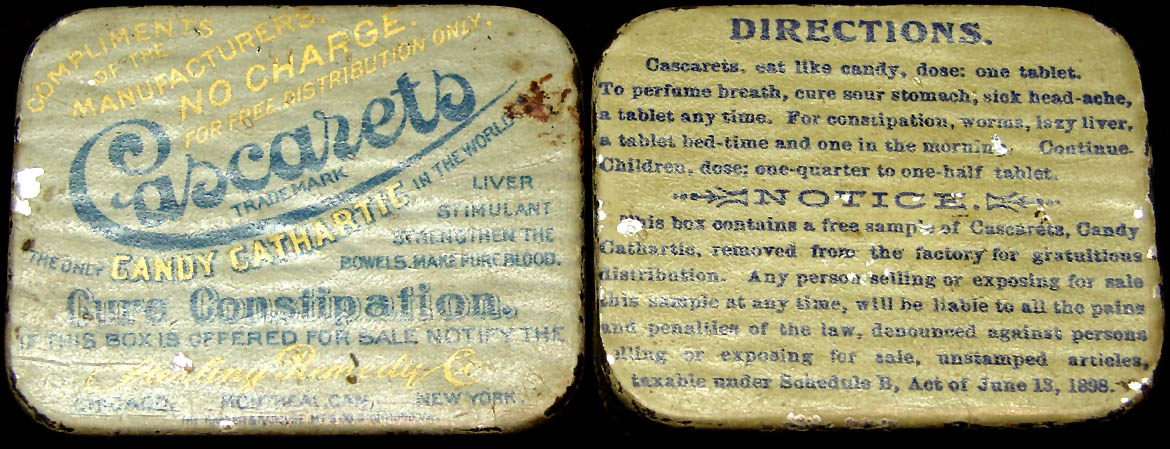 COMPLIMENTS
OF THE
MANUFACTURERS.
NO CHARGE.
FOR FREE DISTRIBUTION ONLY.
Cascarets
TRADE MARK
THE ONLY CANDY CATHARTIC IN THE WORLD
LIVER
STIMULANT
STRENGTHEN THE
BOWELS. MAKE PURE BLOOD.
Cure Constipation.
IF THIS BOX IS OFFERED FOR SALE NOTIFY THE
Sterling Remedy Co
CHICAGO, MONTREAL, CAN, NEW YORK.
DIRECTIONS.
Cascarets, eat like candy, dose: one tablet.
To perfume breath, cure sour stomach, sick head-ache,
a tablet any time. For constipation, worms, lazy liver,
a tablet bed-time and one in the morning. Continue.
Children, dose; one-quarter to one-half tablet.
NOTICE.
This box contains a free sample of Cascarets, Candy
Cathartic, removed from the factory for gratuitious
distribution. Any person selling or exposing for sale
this sample at any time, will be liable to all the pains
and penalties of the law, denounced against persons
selling or exposing for sale, unstamped articles,
taxable under Schedule B, Act of June 13, 1898.